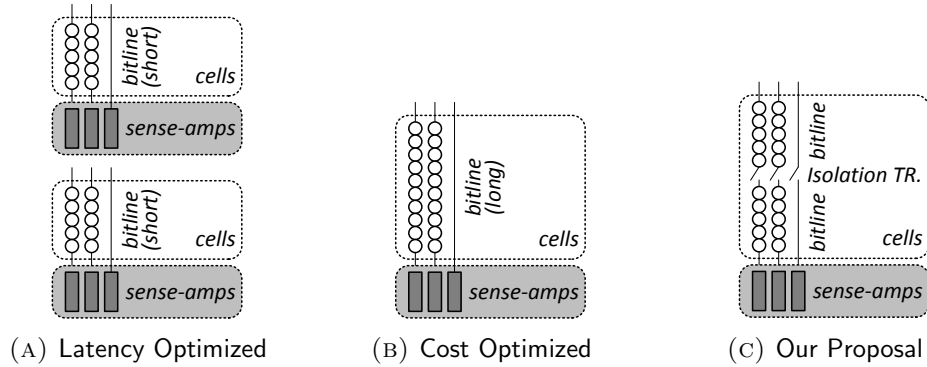 bitline
(short)
cells
sense-amps
bitline
(short)
cells
sense-amps
(A) Latency Optimized
bitline
(long)
cells
sense-amps
(B) Cost Optimized
bitline
Isolation TR.
bitline
cells
sense-amps
(C) Our Proposal